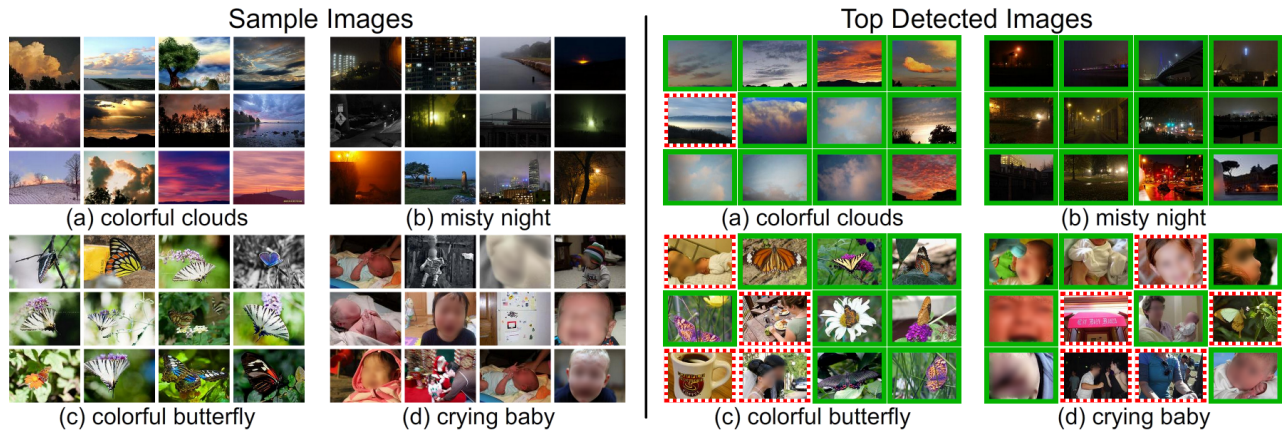 Sample Images
Top Detected Images
(a) colorful clouds
(b) misty night
(a) colorful clouds
(b) misty night
(c) colorful butterfly
(d) crying baby
(c) colorful butterfly
(d) crying baby